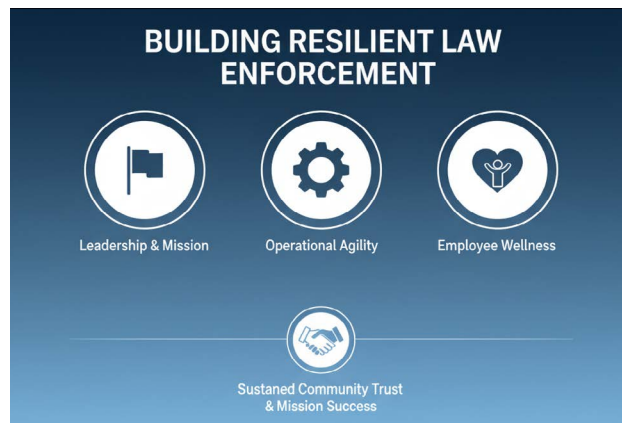 BUILDING RESILIENT LAW
ENFORCEMENT
Leadership & Mission
Operational Agility
Employee Wellness
Sustaned Community Trust
& Mission Success